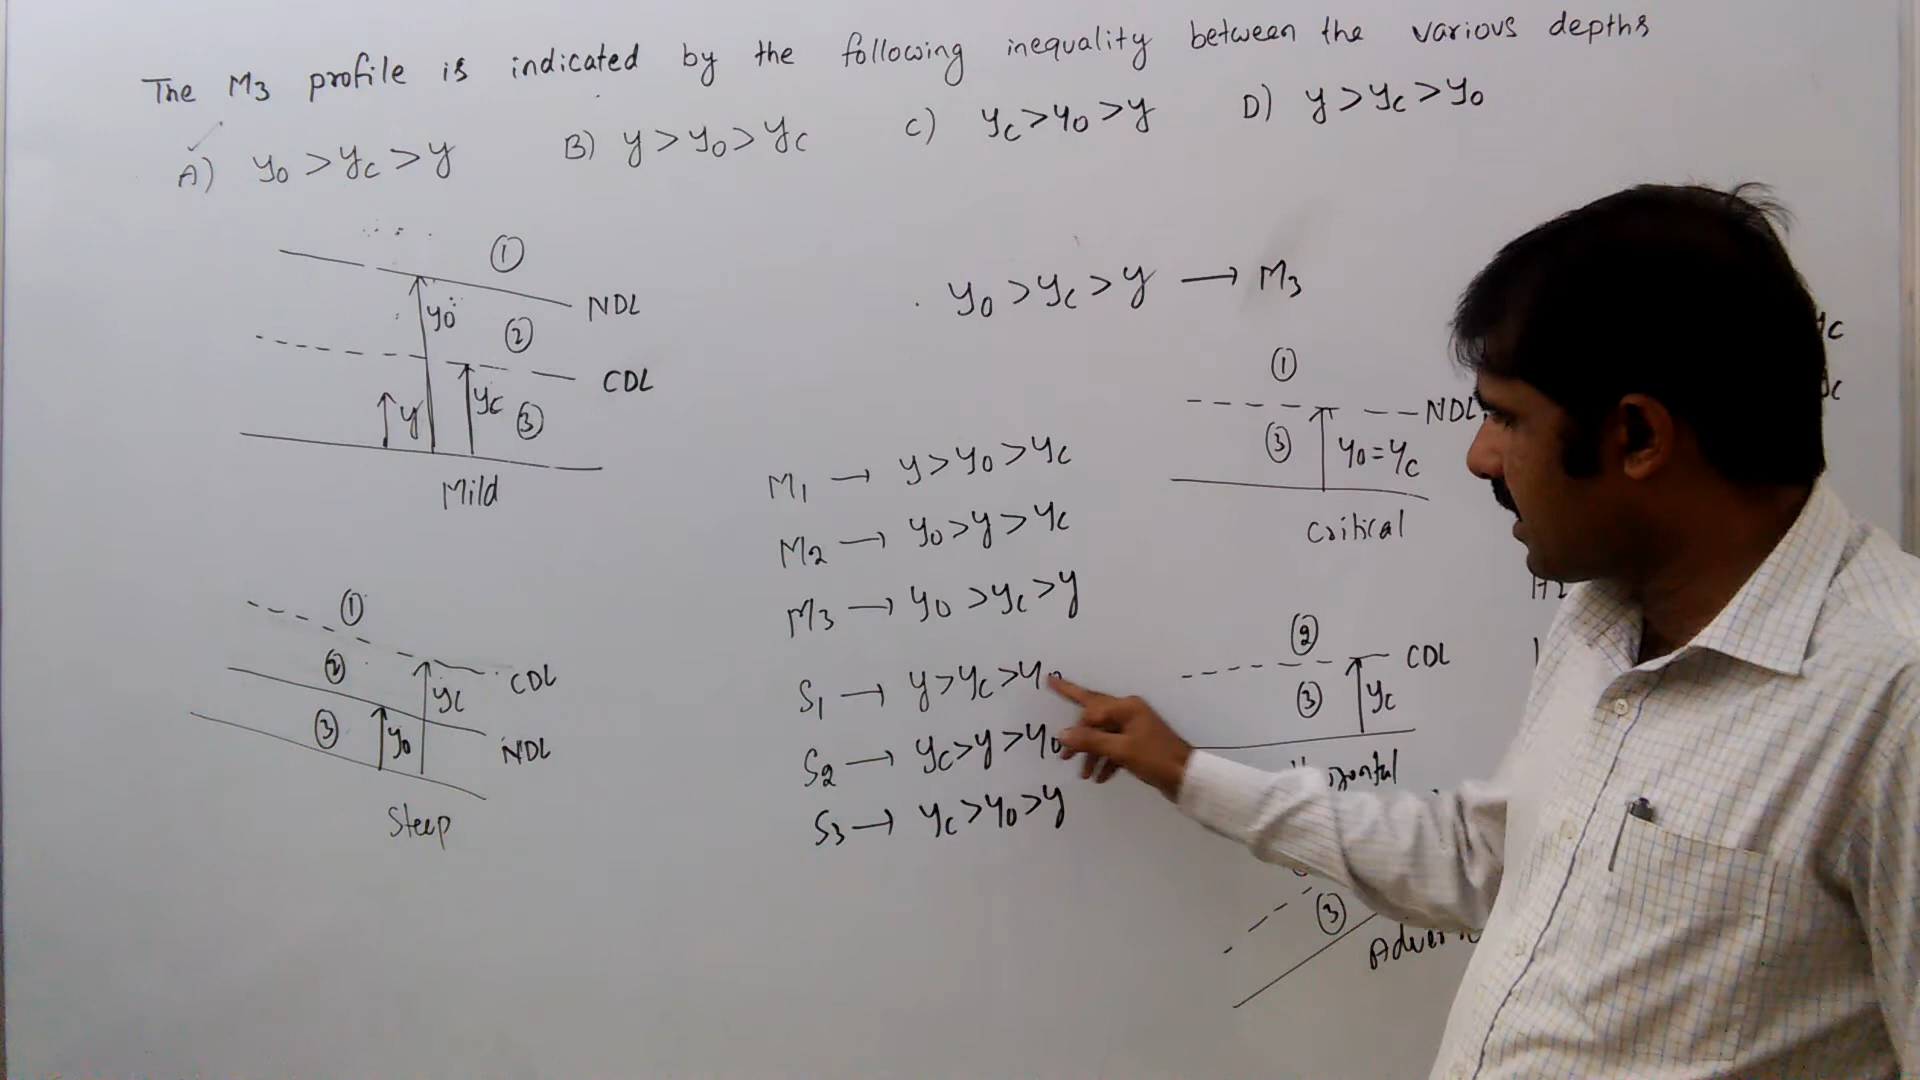 The M3 profile is indicated by the following inequality between the various depths
A) y0 > yc > y B) y > y0 > yc C) yc > y0 > y D) y > yc > y0
①
NDL
y0
②
CDL
yc
y
③
Mild
y0 > yc > y → M3
①
NDL
③
y0 = yc
Critical
M1 → y > y0 > yc
M2 → y0 > y > yc
M3 → y0 > yc > y
S1 → y > yc > y0
S2 → yc > y > y0
S3 → yc > y0 > y
①
②
CDL
yc
③
y0
NDL
Steep
②
CDL
③
yc
③